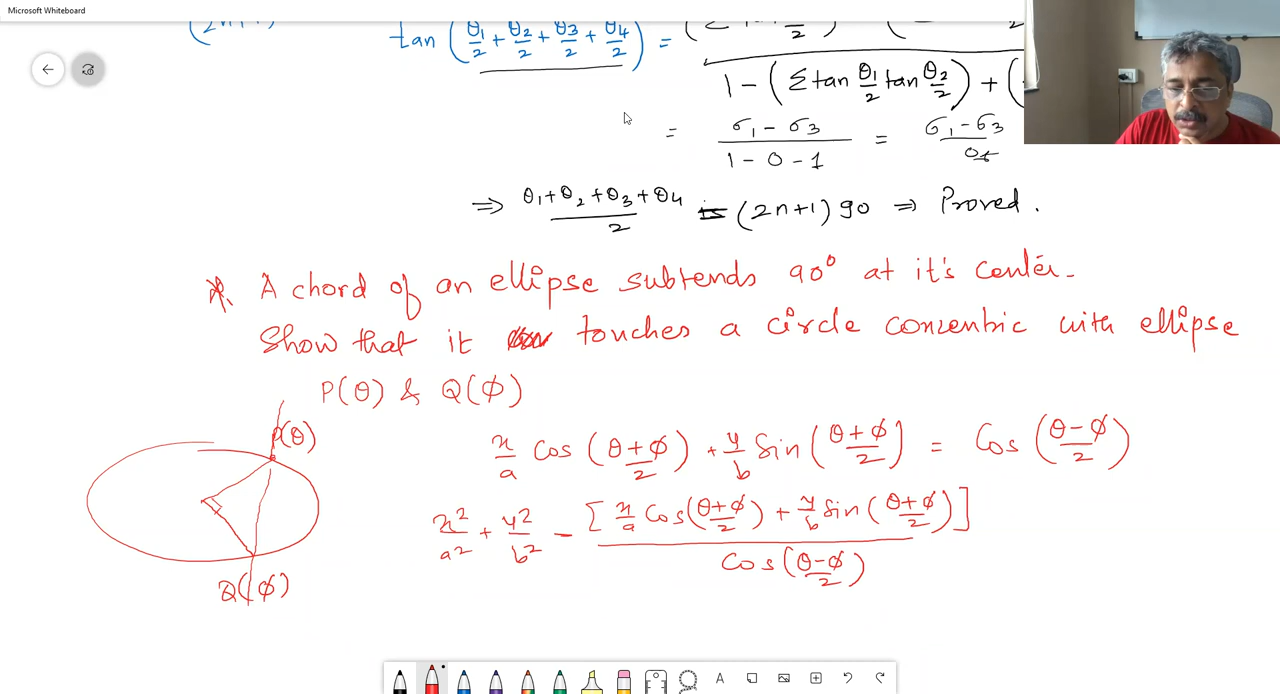 Microsoft Whiteboard
(2n+1)
tan (θ₁/2 + θ₂/2 + θ₃/2 + θ₄/2) =
1 - (Σtan θ₁/2 tan θ₂/2) + (
= σ₁ - σ₃ / 1 - 0 - 1 = σ₁ - σ₃ / 0
⇒ θ₁+θ₂+θ₃+θ₄ / 2 = (2n+1) 90 ⇒ Proved.
*. A chord of an ellipse subtends 90° at it's center.
Show that it touches a circle concentric with ellipse
P(θ) & Q(ϕ)
P(θ)
x/a Cos (θ+ϕ / 2) + y/b Sin (θ+ϕ / 2) = Cos (θ-ϕ / 2)
x²/a² + y²/b² - [x/a Cos(θ+ϕ / 2) + y/b Sin(θ+ϕ / 2)] / Cos(θ-ϕ / 2)
Q(ϕ)
A